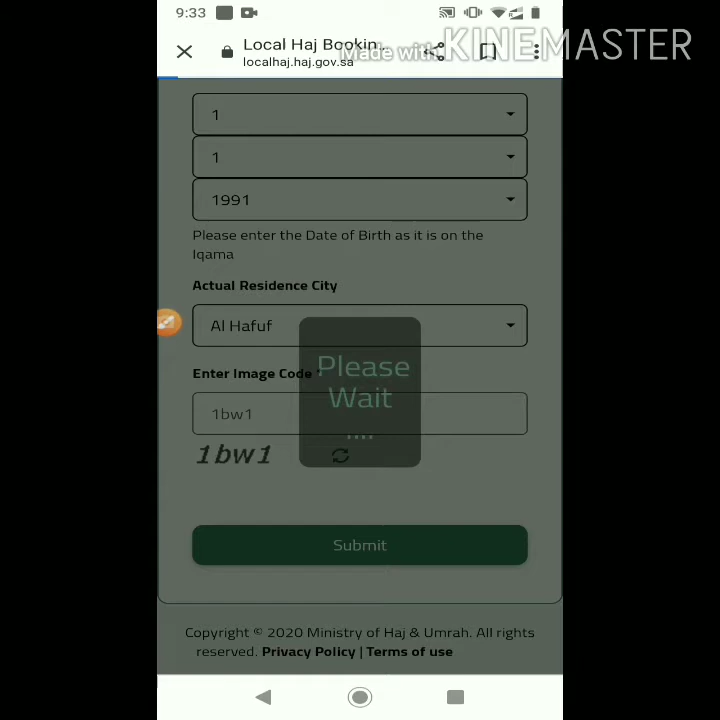 9:33
Local Haj Bookin...
localhaj.haj.gov.sa
Made with KINEMASTER
1
1
1991
Please enter the Date of Birth as it is on the
Iqama
Actual Residence City
Al Hafuf
Enter Image Code
1bw1
1bw1
Please
Wait
....
Submit
Copyright © 2020 Ministry of Haj & Umrah. All rights
reserved. Privacy Policy | Terms of use